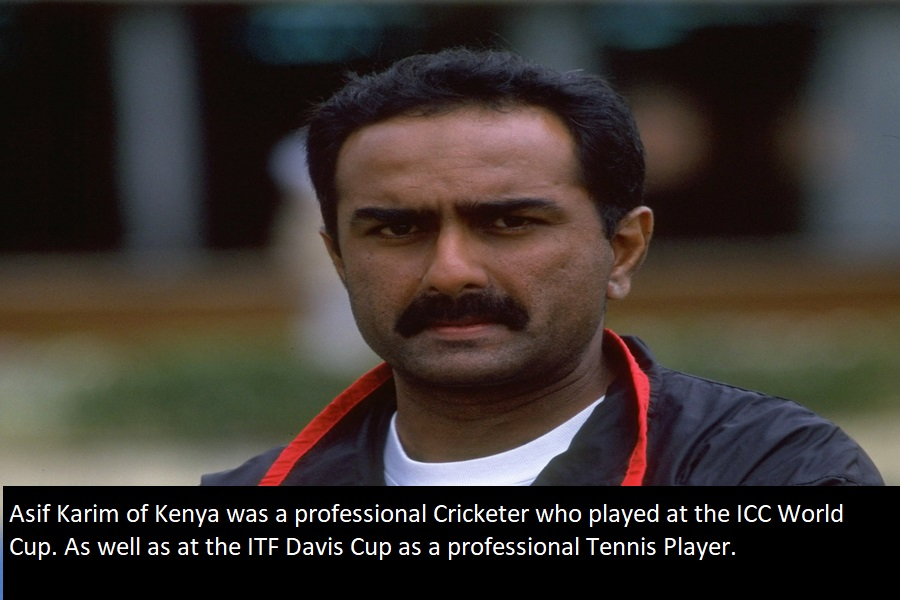 Asif Karim of Kenya was a professional Cricketer who played at the ICC World
Cup. As well as at the ITF Davis Cup as a professional Tennis Player.